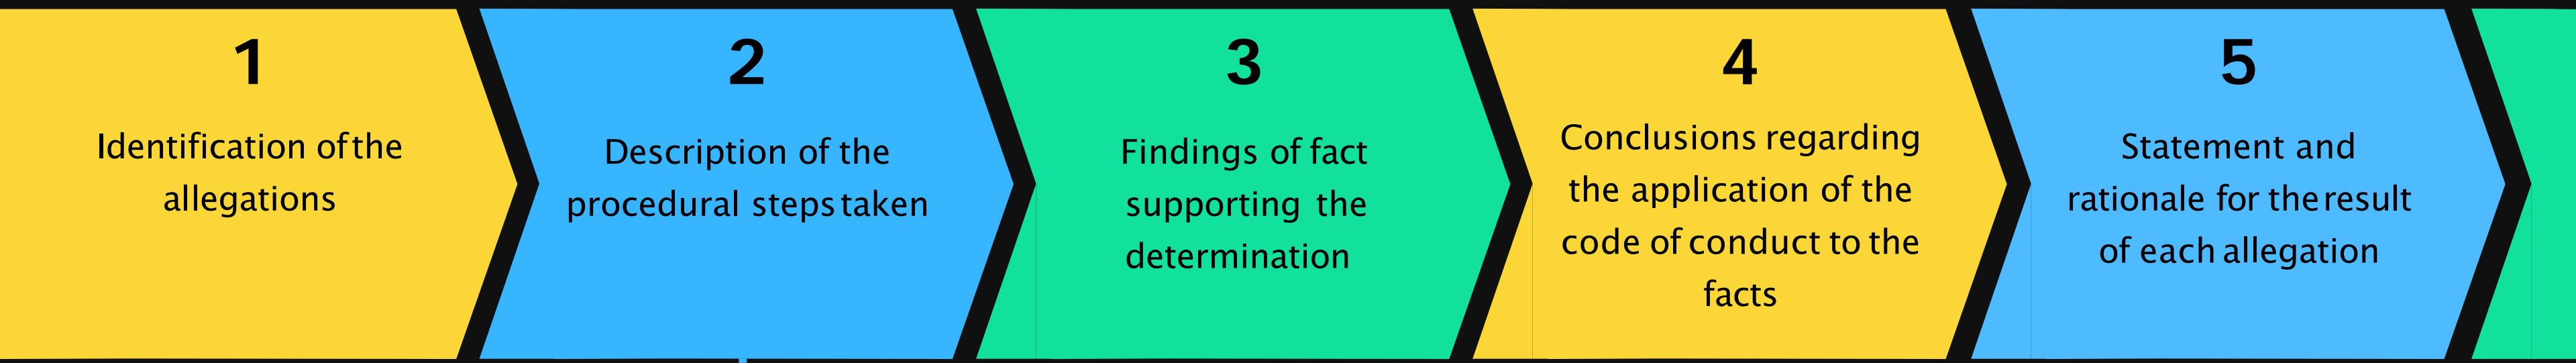 1
Identification of the
allegations
2
Description of the
procedural steps taken
3
Findings of fact
supporting the
determination
4
Conclusions regarding
the application of the
code of conduct to the
facts
5
Statement and
rationale for the result
of each allegation